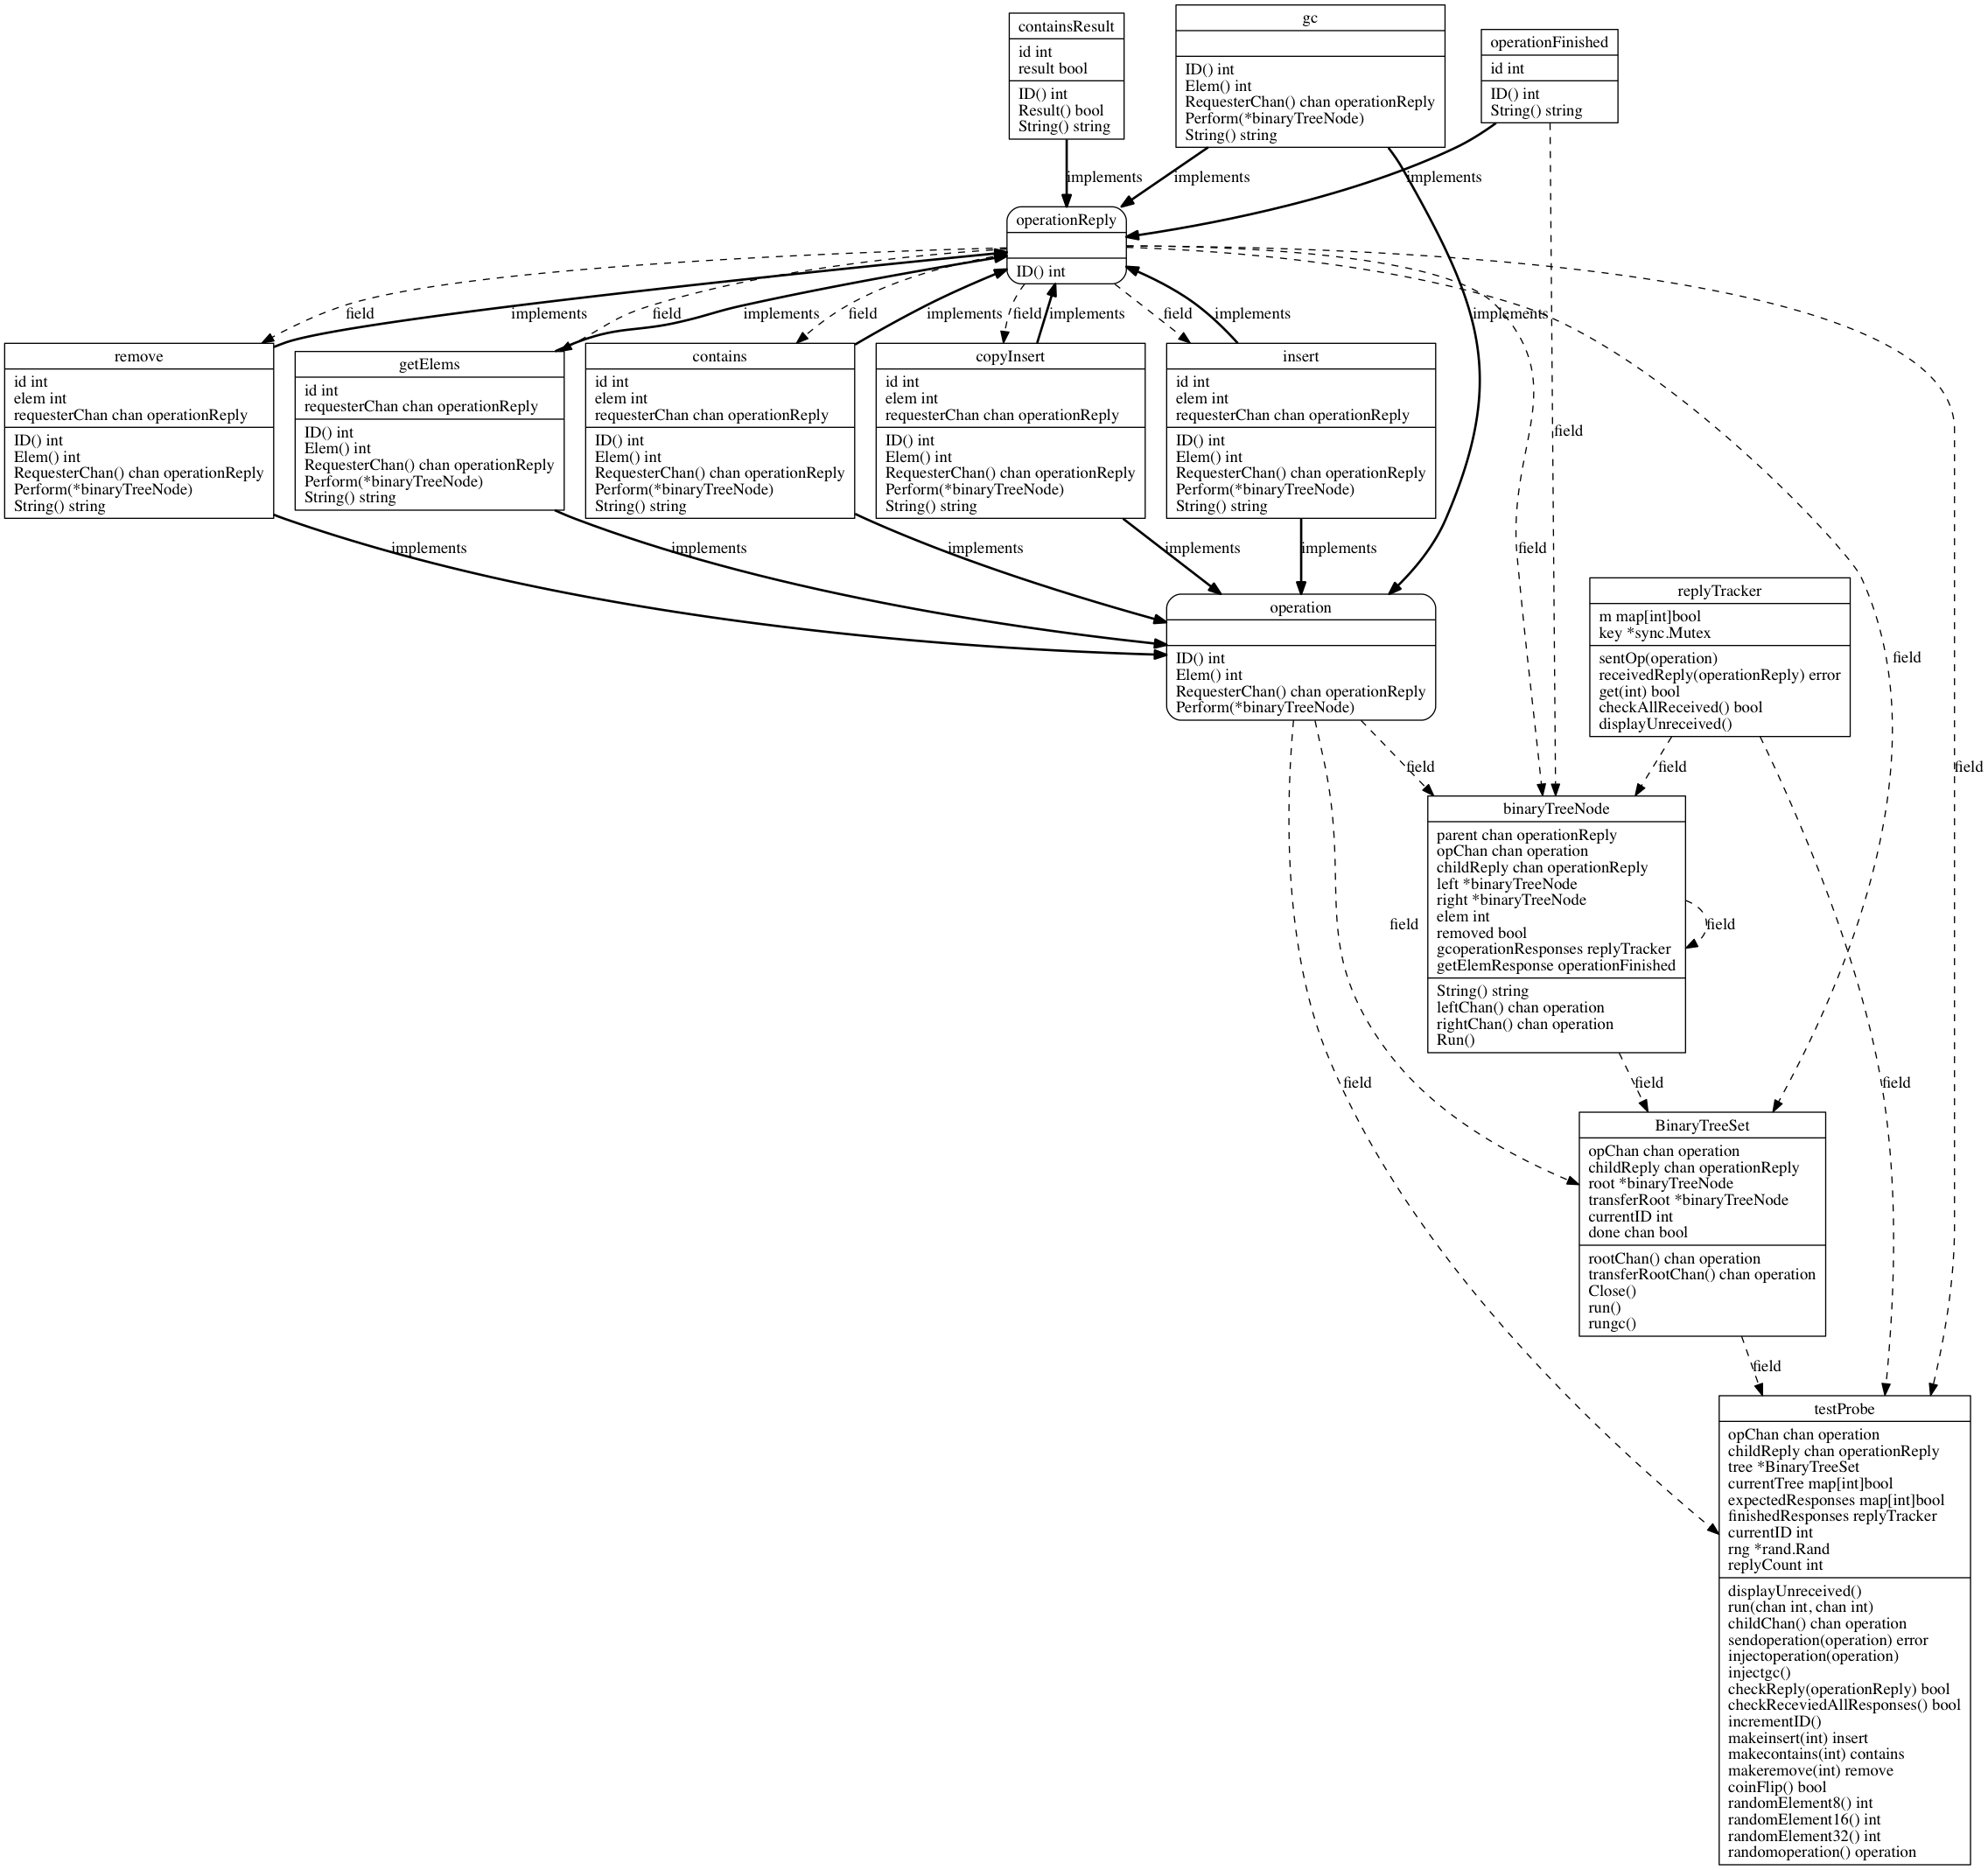 containsResult
id int
result bool
ID() int
Result() bool
String() string
gc
ID() int
Elem() int
RequesterChan() chan operationReply
Perform(*binaryTreeNode)
String() string
operationFinished
id int
ID() int
String() string
implements
implements
implements
operationReply
ID() int
field
implements
field
implements
field
implements
field
implements
field
implements
implements
remove
id int
elem int
requesterChan chan operationReply
ID() int
Elem() int
RequesterChan() chan operationReply
Perform(*binaryTreeNode)
String() string
getElems
id int
requesterChan chan operationReply
ID() int
Elem() int
RequesterChan() chan operationReply
Perform(*binaryTreeNode)
String() string
contains
id int
elem int
requesterChan chan operationReply
ID() int
Elem() int
RequesterChan() chan operationReply
Perform(*binaryTreeNode)
String() string
copyInsert
id int
elem int
requesterChan chan operationReply
ID() int
Elem() int
RequesterChan() chan operationReply
Perform(*binaryTreeNode)
String() string
insert
id int
elem int
requesterChan chan operationReply
ID() int
Elem() int
RequesterChan() chan operationReply
Perform(*binaryTreeNode)
String() string
field
implements
implements
implements
implements
implements
field
operation
ID() int
Elem() int
RequesterChan() chan operationReply
Perform(*binaryTreeNode)
replyTracker
m map[int]bool
key *sync.Mutex
sentOp(operation)
receivedReply(operationReply) error
get(int) bool
checkAllReceived() bool
displayUnreceived()
field
field
field
field
binaryTreeNode
parent chan operationReply
opChan chan operation
childReply chan operationReply
left *binaryTreeNode
right *binaryTreeNode
elem int
removed bool
gcoperationResponses replyTracker
getElemResponse operationFinished
String() string
leftChan() chan operation
rightChan() chan operation
Run()
field
field
field
field
field
BinaryTreeSet
opChan chan operation
childReply chan operationReply
root *binaryTreeNode
transferRoot *binaryTreeNode
currentID int
done chan bool
rootChan() chan operation
transferRootChan() chan operation
Close()
run()
rungc()
field
testProbe
opChan chan operation
childReply chan operationReply
tree *BinaryTreeSet
currentTree map[int]bool
expectedResponses map[int]bool
finishedResponses replyTracker
currentID int
rng *rand.Rand
replyCount int
displayUnreceived()
run(chan int, chan int)
childChan() chan operation
sendoperation(operation) error
injectoperation(operation)
injectgc()
checkReply(operationReply) bool
checkReceviedAllResponses() bool
incrementID()
makeinsert(int) insert
makecontains(int) contains
makeremove(int) remove
coinFlip() bool
randomElement8() int
randomElement16() int
randomElement32() int
randomoperation() operation